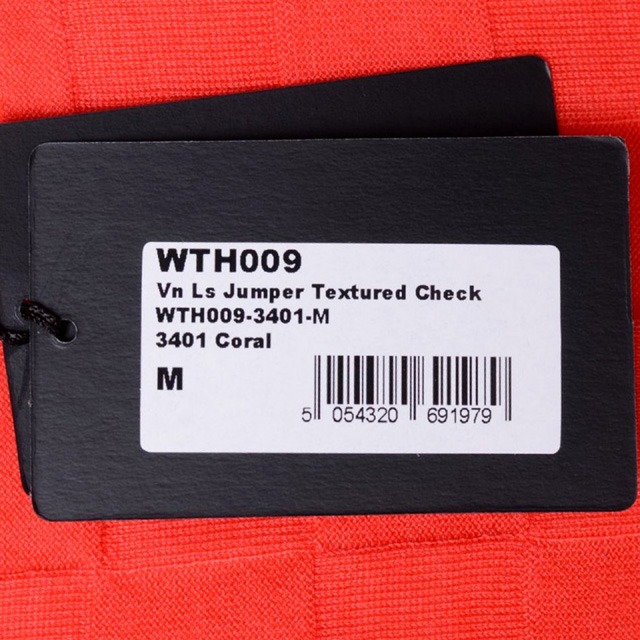 WTH009
Vn Ls Jumper Textured Check
WTH009-3401-M
3401 Coral
M
5 054320 691979